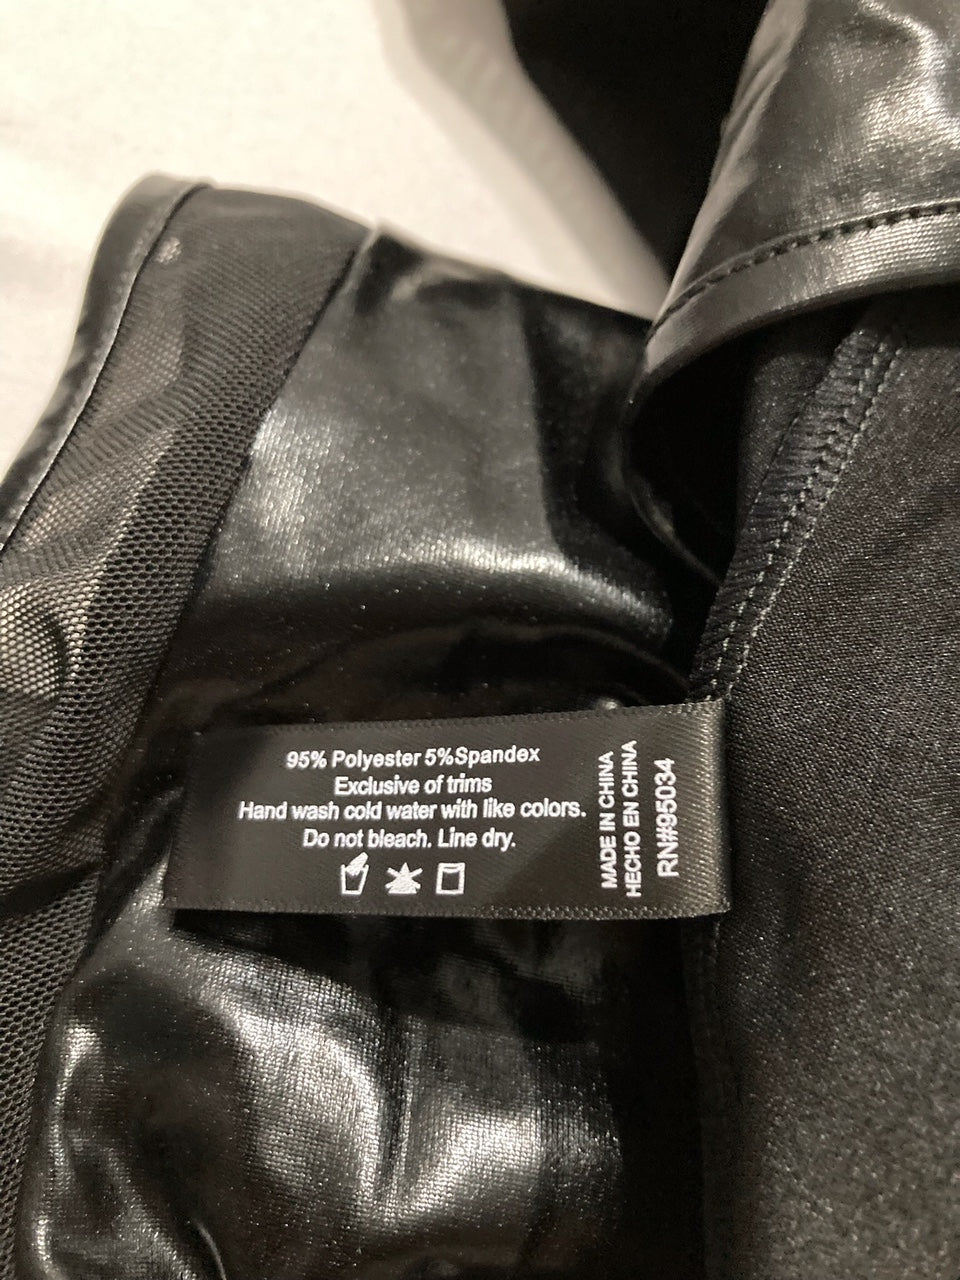 95% Polyester 5%Spandex
Exclusive of trims
Hand wash cold water with like colors.
Do not bleach. Line dry.
MADE IN CHINA
HECHO EN CHINA
RN#95034